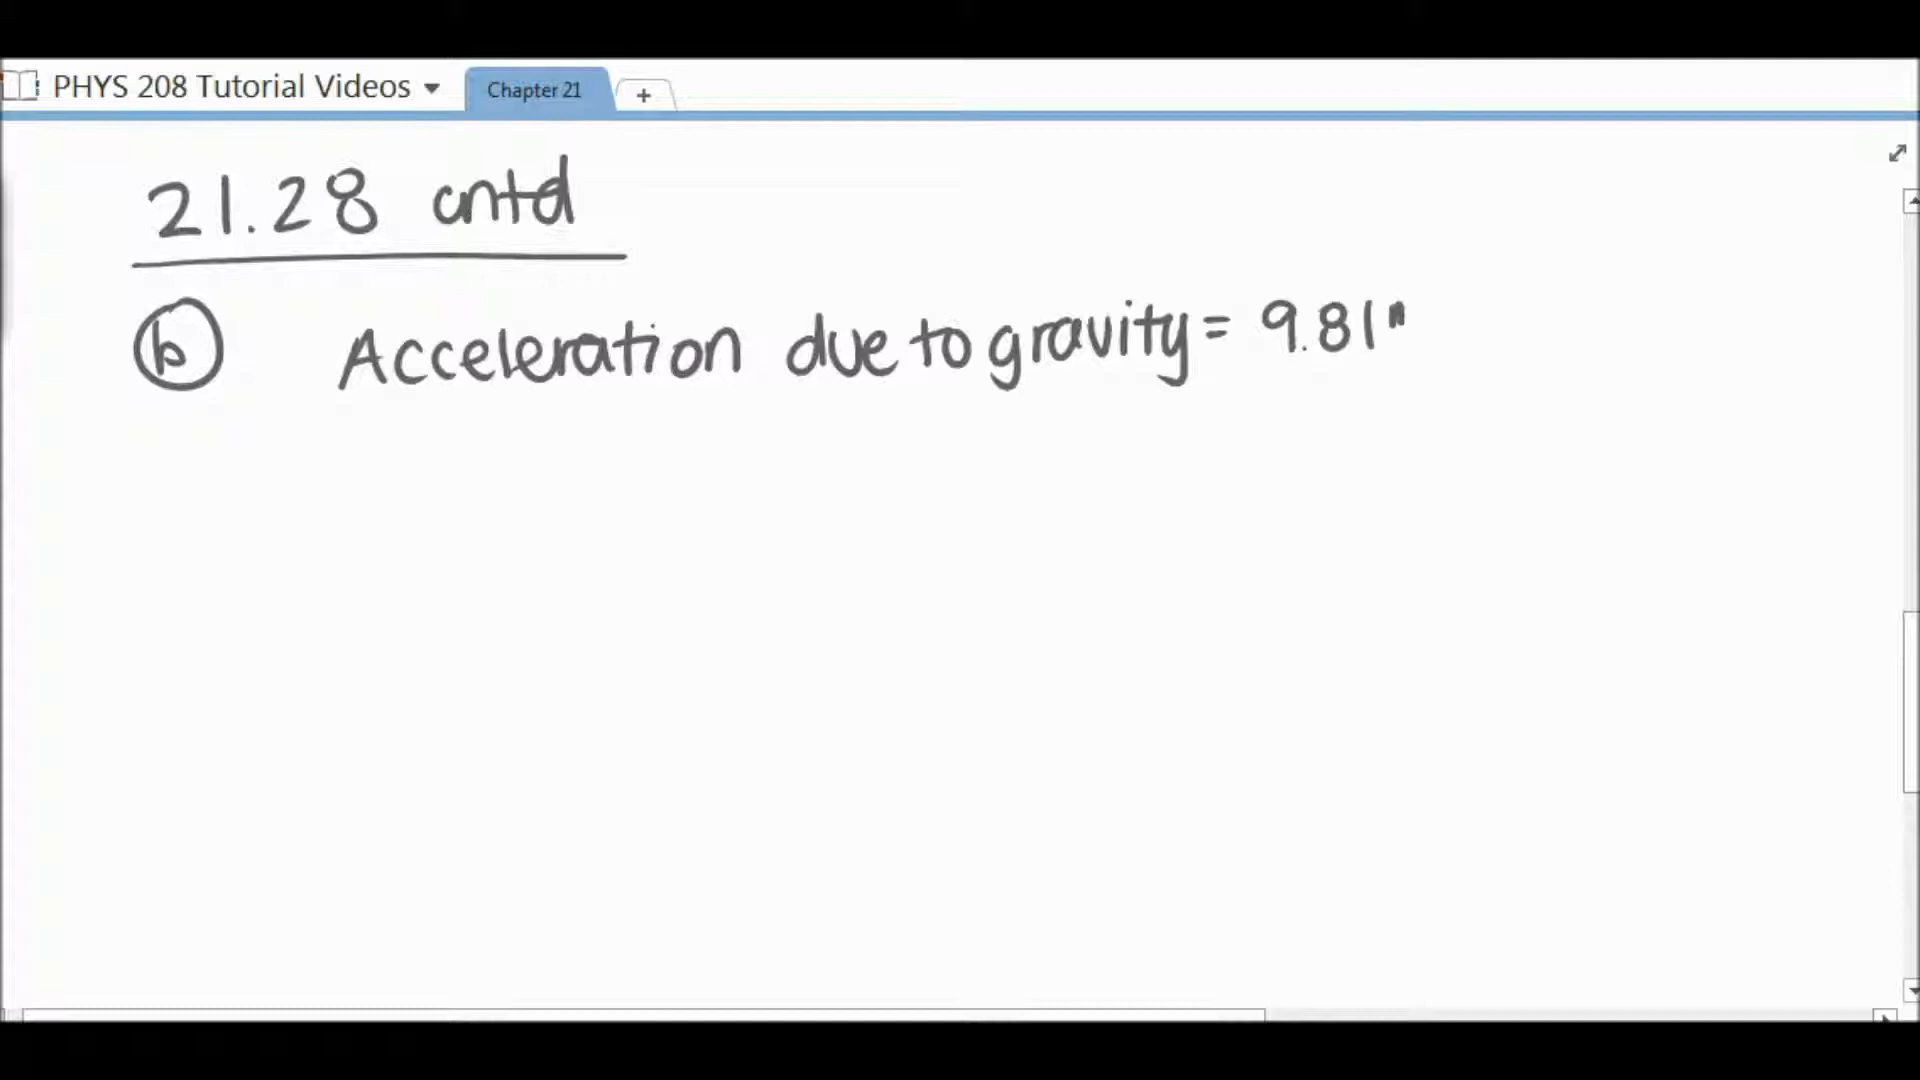 PHYS 208 Tutorial Videos Chapter 21 +
21.28 cntd
b Acceleration due to gravity = 9.81